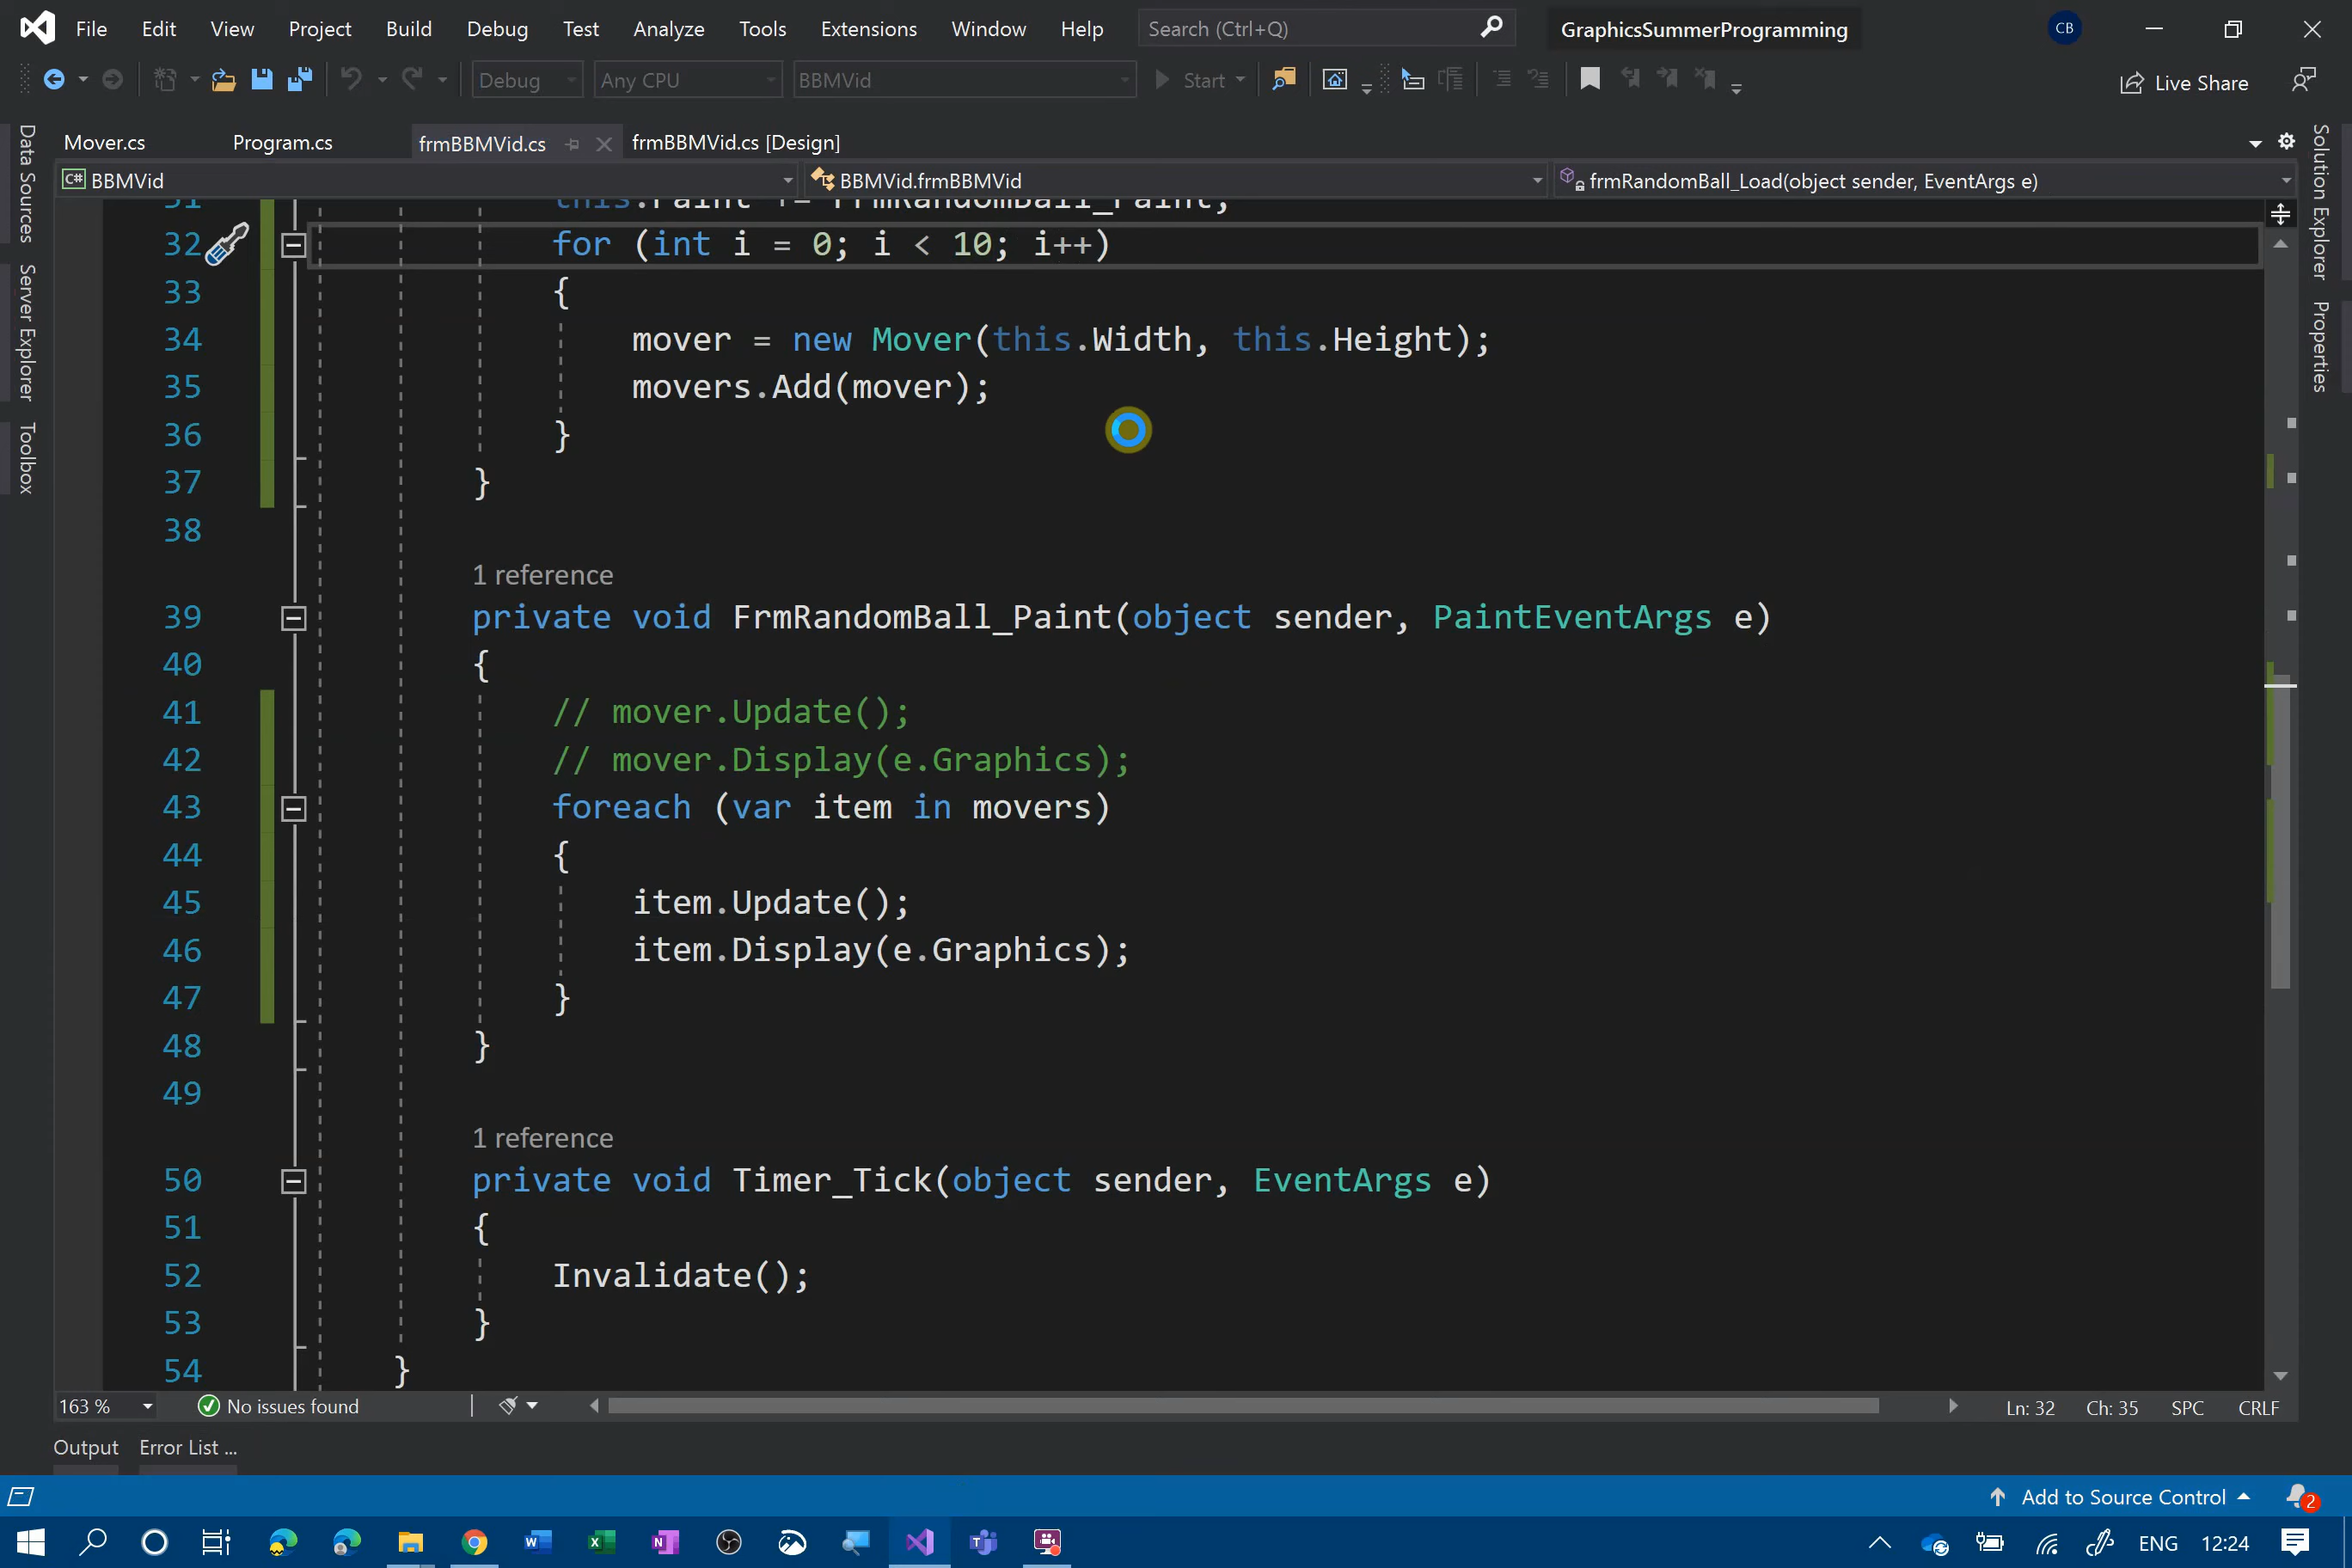 File Edit View Project Build Debug Test Analyze Tools Extensions Window Help Search (Ctrl+Q) GraphicsSummerProgramming CB
Debug Any CPU BBMVid Start Live Share
Mover.cs Program.cs frmBBMVid.cs frmBBMVid.cs [Design]
C# BBMVid BBMVid.frmBBMVid frmRandomBall_Load(object sender, EventArgs e)
Data Sources
Server Explorer
Toolbox
Solution Explorer
Properties
31 this.Paint += FrmRandomBall_Paint;
32 for (int i = 0; i < 10; i++)
33 {
34 mover = new Mover(this.Width, this.Height);
35 movers.Add(mover);
36 }
37 }
38
1 reference
39 private void FrmRandomBall_Paint(object sender, PaintEventArgs e)
40 {
41 // mover.Update();
42 // mover.Display(e.Graphics);
43 foreach (var item in movers)
44 {
45 item.Update();
46 item.Display(e.Graphics);
47 }
48 }
49
1 reference
50 private void Timer_Tick(object sender, EventArgs e)
51 {
52 Invalidate();
53 }
54 }
163 % No issues found Ln: 32 Ch: 35 SPC CRLF
Output Error List ...
Add to Source Control 2
ENG 12:24